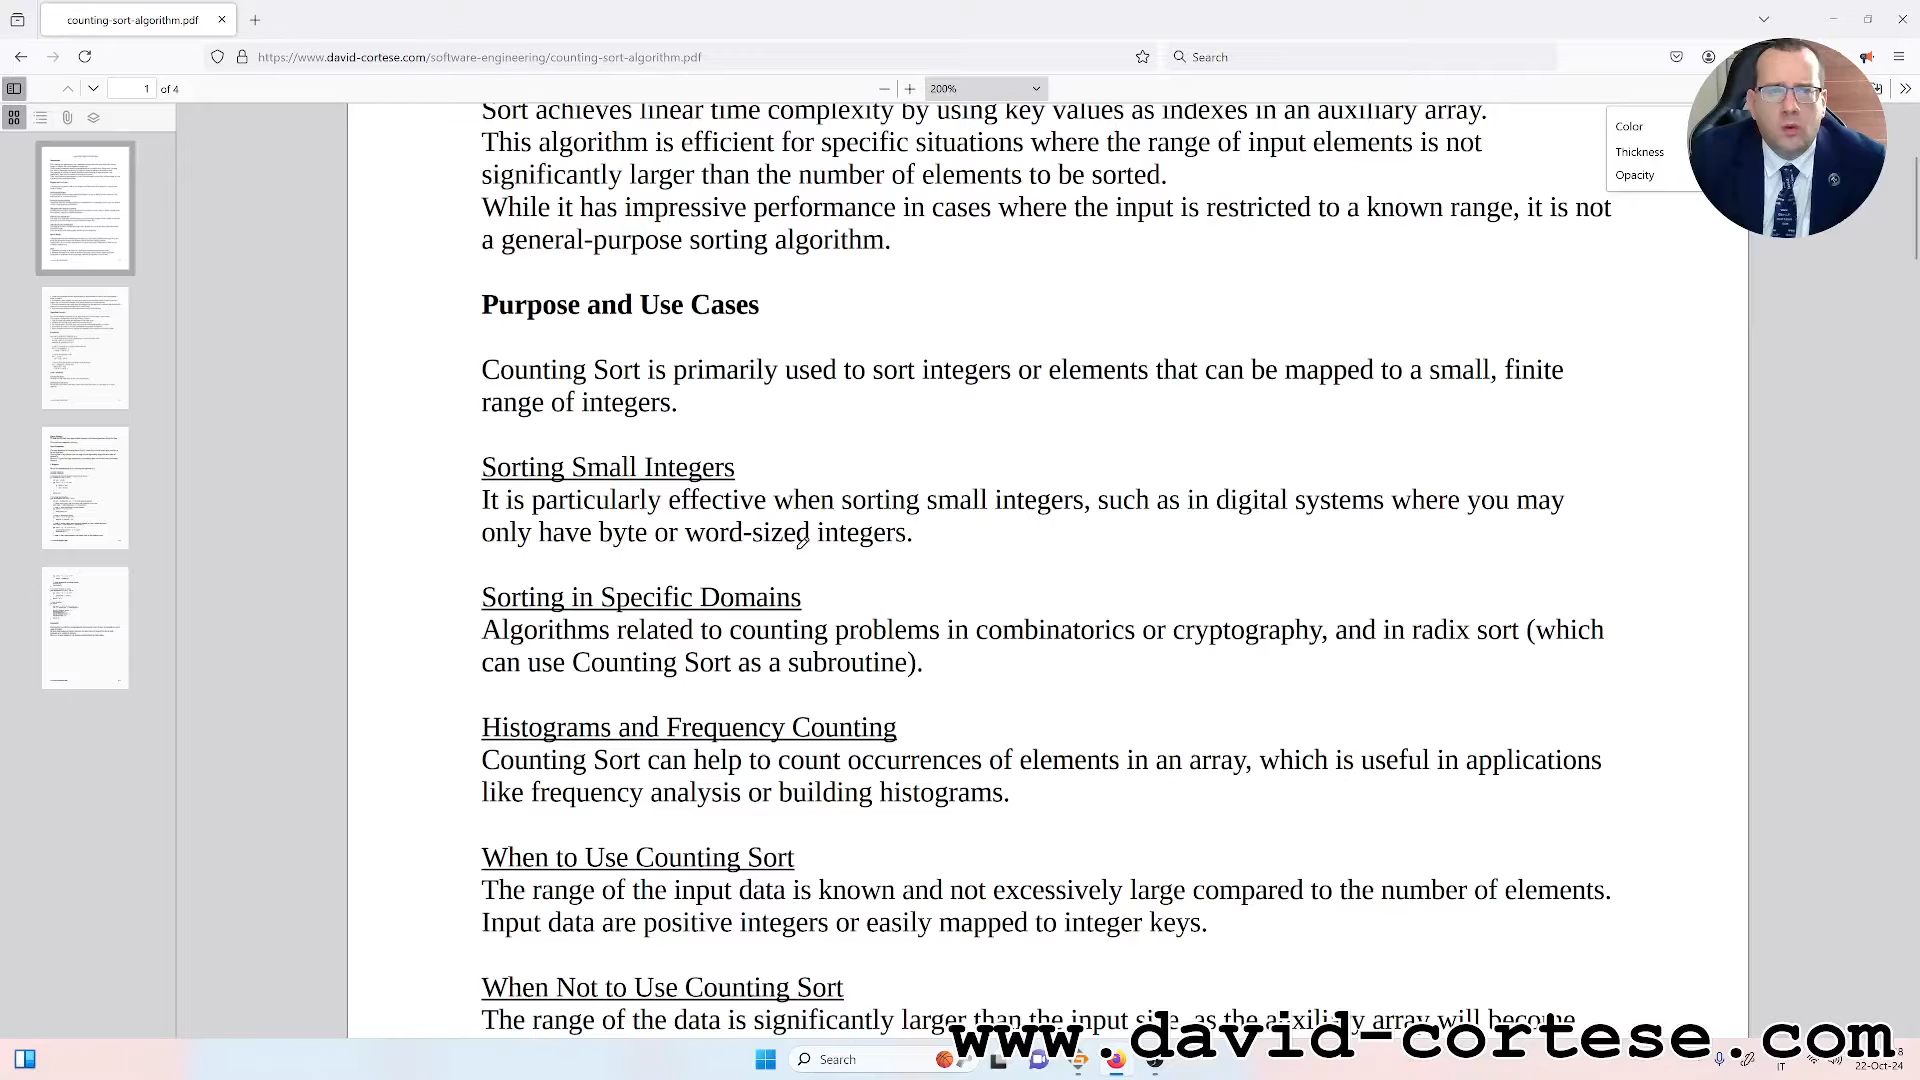 counting-sort-algorithm.pdf
https://www.david-cortese.com/software-engineering/counting-sort-algorithm.pdf
Search
1 of 4
200%
Color
Thickness
Opacity
Sort achieves linear time complexity by using key values as indexes in an auxiliary array.
This algorithm is efficient for specific situations where the range of input elements is not
significantly larger than the number of elements to be sorted.
While it has impressive performance in cases where the input is restricted to a known range, it is not
a general-purpose sorting algorithm.
Purpose and Use Cases
Counting Sort is primarily used to sort integers or elements that can be mapped to a small, finite
range of integers.
Sorting Small Integers
It is particularly effective when sorting small integers, such as in digital systems where you may
only have byte or word-sized integers.
Sorting in Specific Domains
Algorithms related to counting problems in combinatorics or cryptography, and in radix sort (which
can use Counting Sort as a subroutine).
Histograms and Frequency Counting
Counting Sort can help to count occurrences of elements in an array, which is useful in applications
like frequency analysis or building histograms.
When to Use Counting Sort
The range of the input data is known and not excessively large compared to the number of elements.
Input data are positive integers or easily mapped to integer keys.
When Not to Use Counting Sort
The range of the data is significantly larger than the input size, as the auxiliary array will become
www.david-cortese.com
Search
IT
22-Oct-24